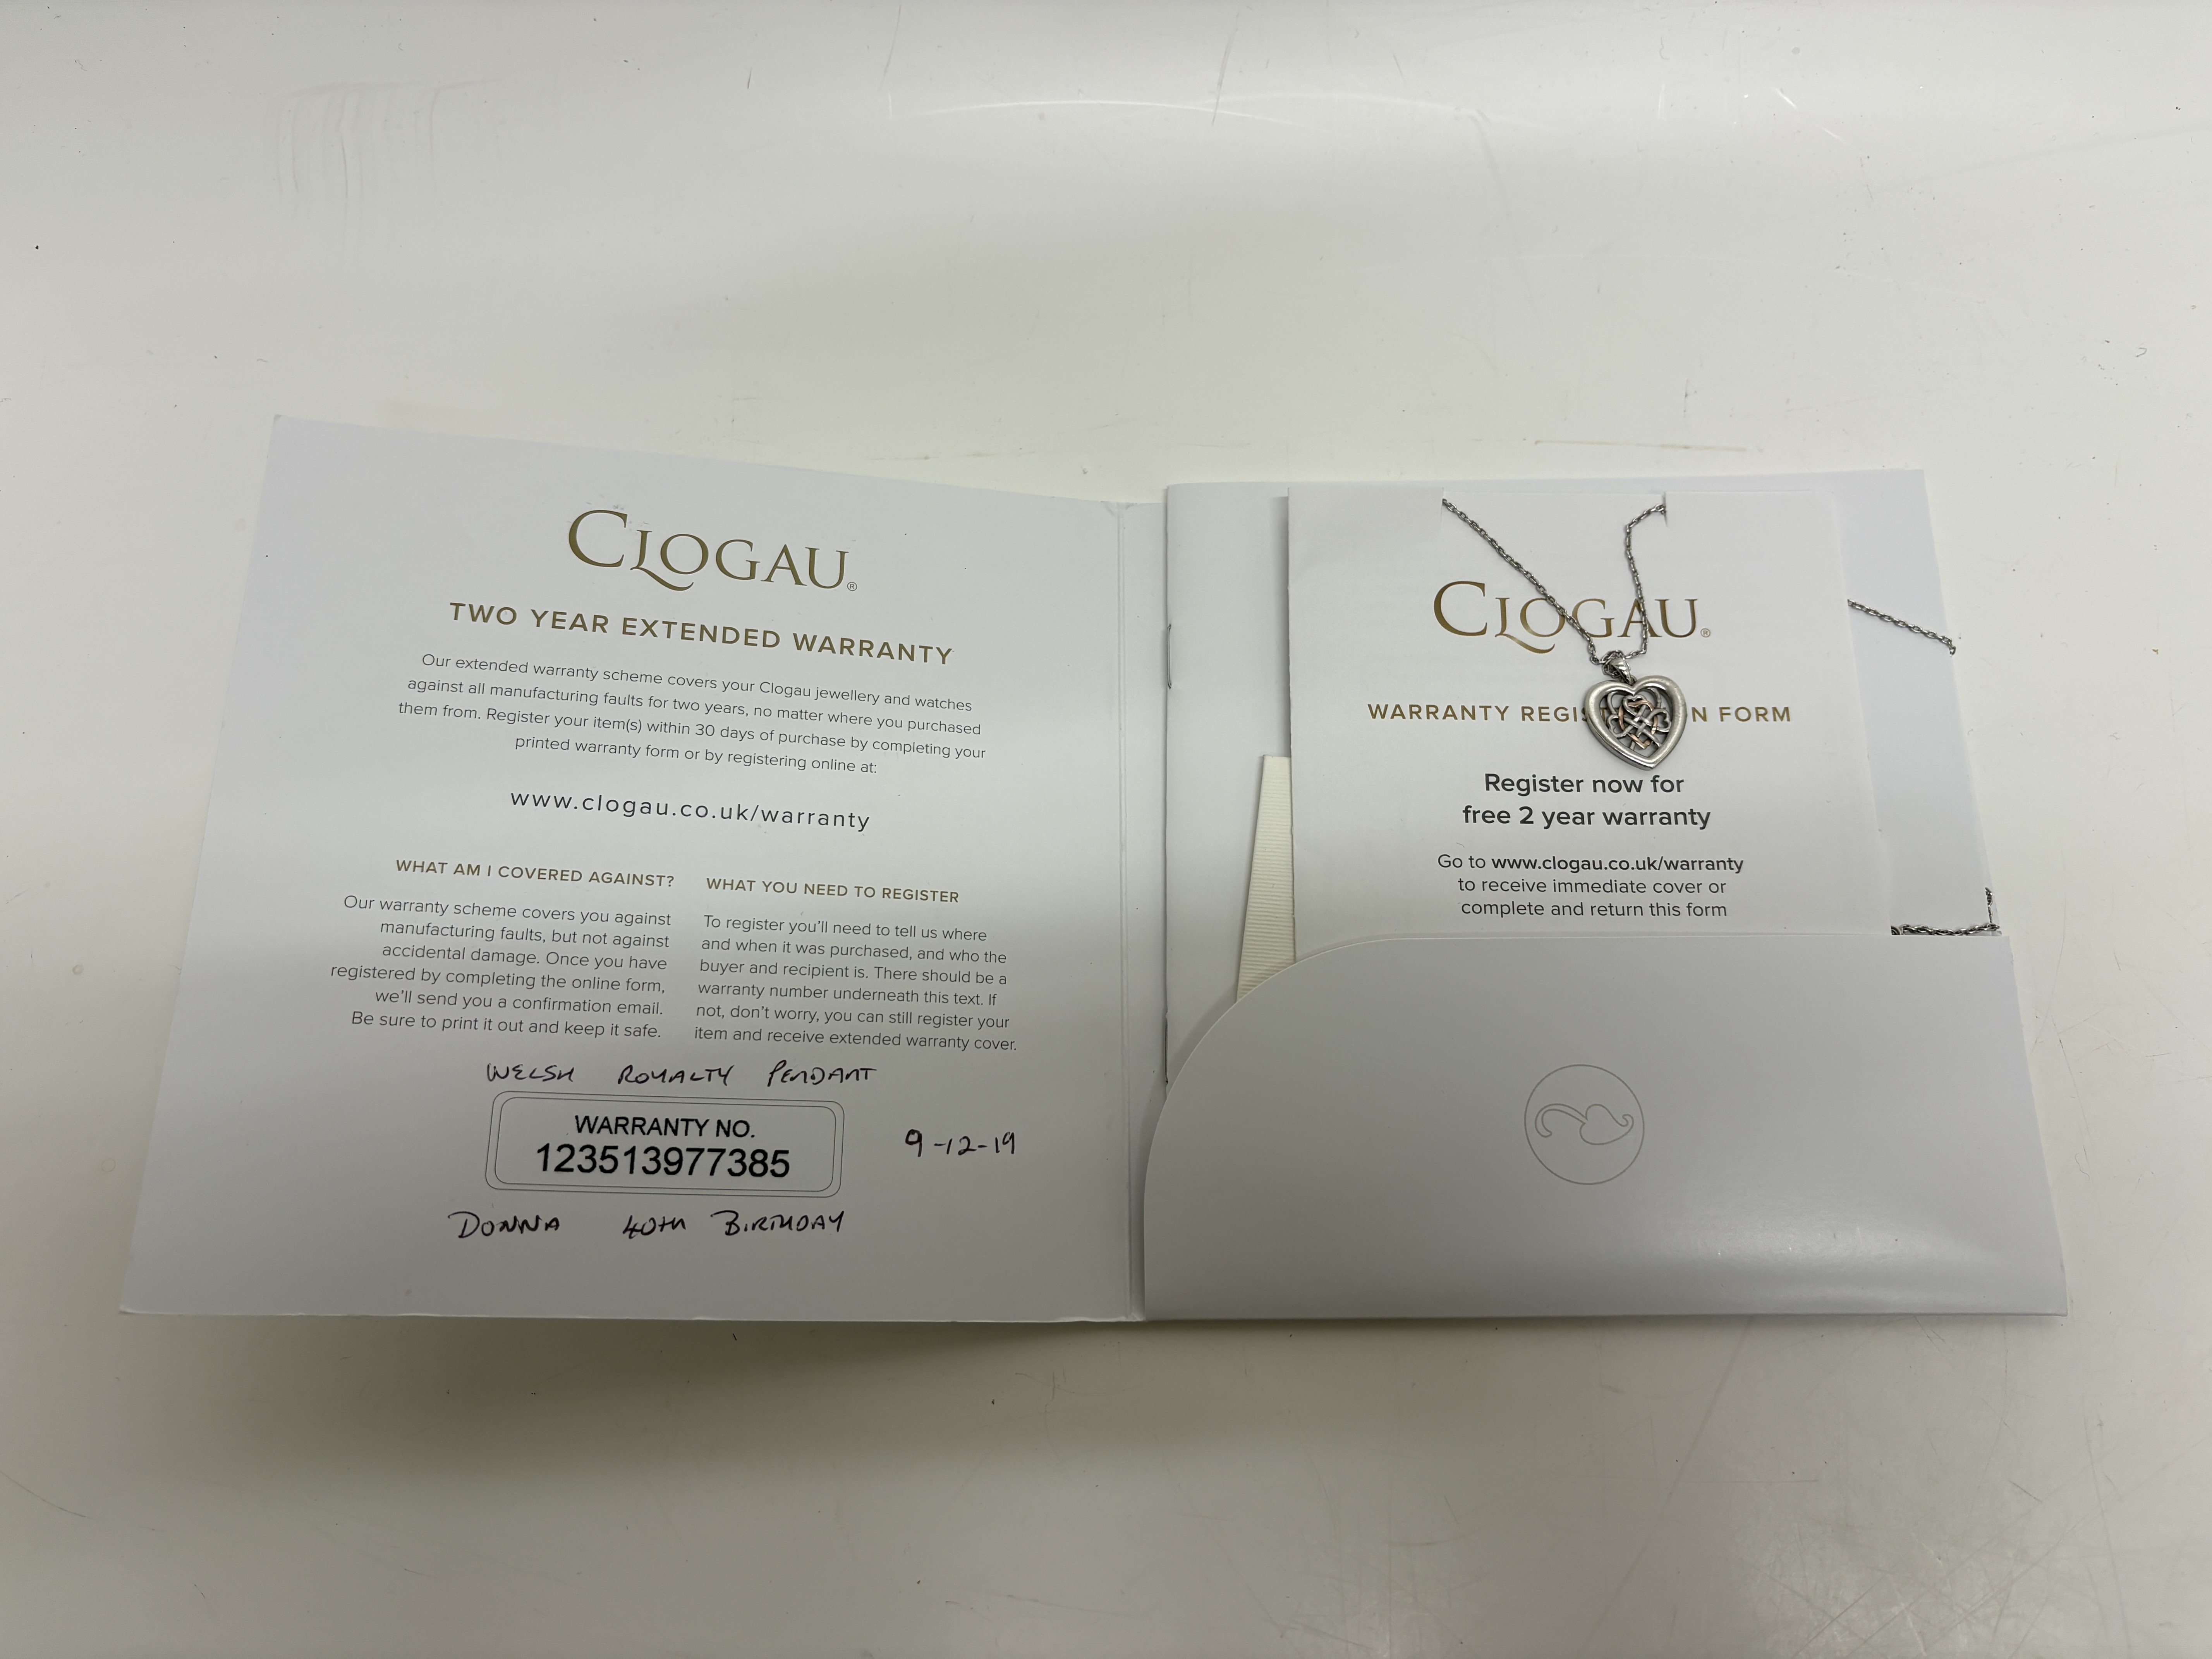 CLOGAU®
TWO YEAR EXTENDED WARRANTY
Our extended warranty scheme covers your Clogau jewellery and watches
against all manufacturing faults for two years, no matter where you purchased
them from. Register your item(s) within 30 days of purchase by completing your
printed warranty form or by registering online at:
www.clogau.co.uk/warranty
WHAT AM I COVERED AGAINST?
Our warranty scheme covers you against
manufacturing faults, but not against
accidental damage. Once you have
registered by completing the online form,
we'll send you a confirmation email.
Be sure to print it out and keep it safe.
WHAT YOU NEED TO REGISTER
To register you'll need to tell us where
and when it was purchased, and who the
buyer and recipient is. There should be a
warranty number underneath this text. If
not, don't worry, you can still register your
item and receive extended warranty cover.
WELSH ROYALTY PENDANT
WARRANTY NO.
123513977385
9-12-19
DONNA 40TH BIRTHDAY
CLOGAU®
WARRANTY REGIS N FORM
Register now for
free 2 year warranty
Go to www.clogau.co.uk/warranty
to receive immediate cover or
complete and return this form